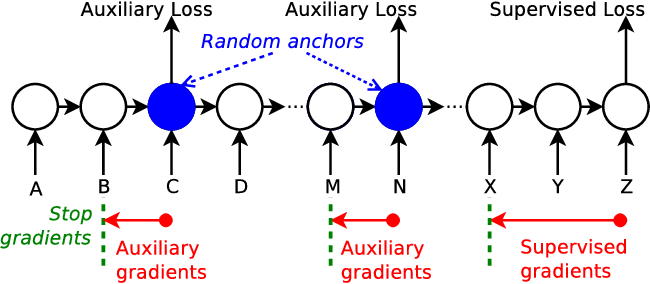 Auxiliary Loss Auxiliary Loss Supervised Loss
Random anchors
A B C D M N X Y Z
Stop
gradients
Auxiliary
gradients
Auxiliary
gradients
Supervised
gradients